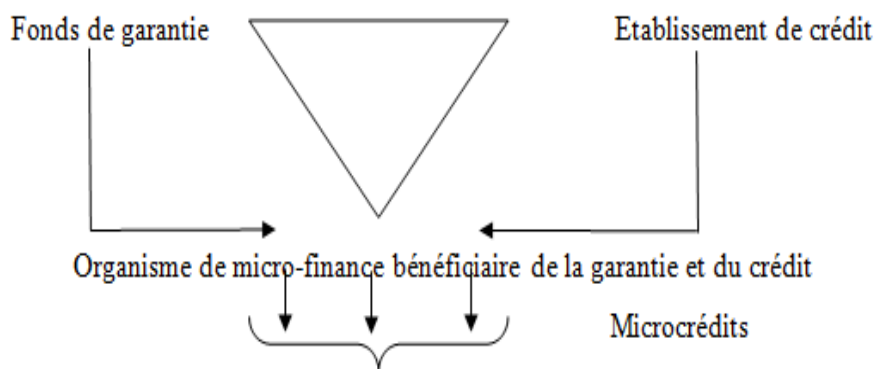 Fonds de garantie
Etablissement de crédit
Organisme de micro-finance bénéficiaire de la garantie et du crédit
Microcrédits